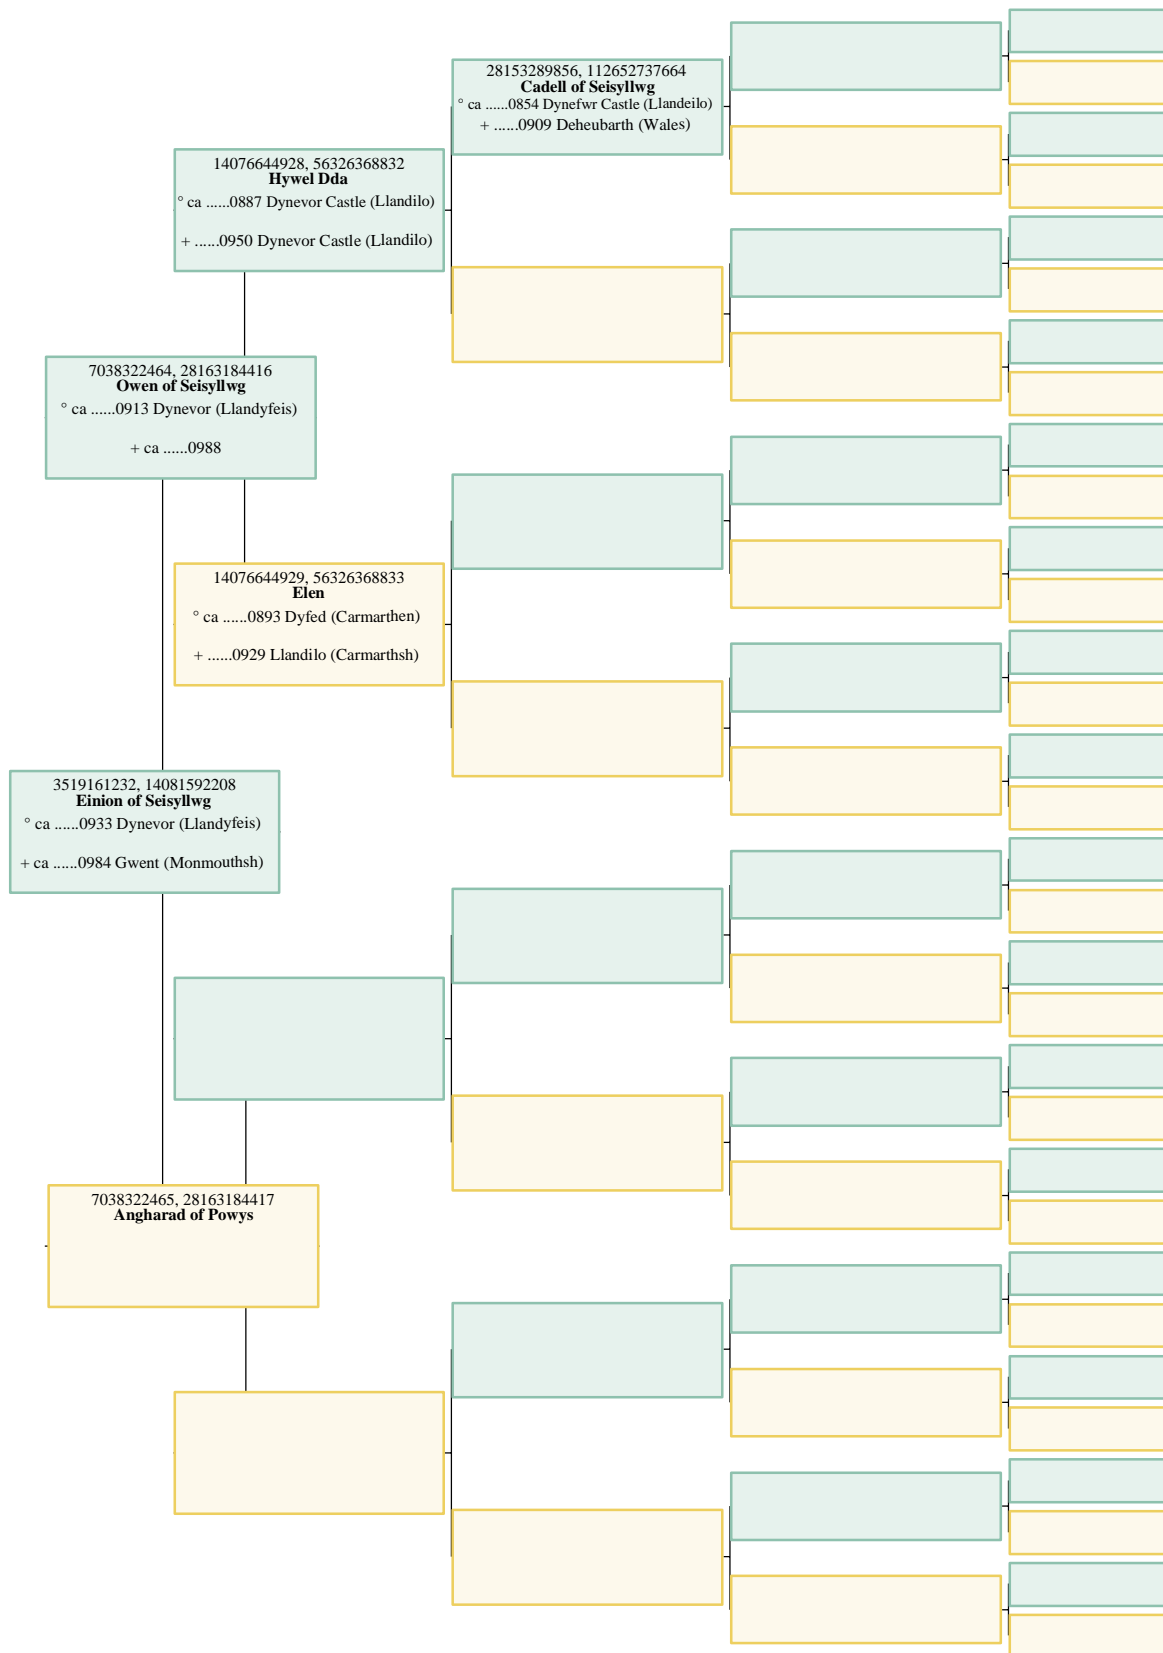 28153289856, 112652737664
Cadell of Seisyllwg
° ca ......0854 Dynefwr Castle (Llandeilo)
+ ......0909 Deheubarth (Wales)
14076644928, 56326368832
Hywel Dda
° ca ......0887 Dynevor Castle (Llandilo)
+ ......0950 Dynevor Castle (Llandilo)
7038322464, 28163184416
Owen of Seisyllwg
° ca ......0913 Dynevor (Llandyfeis)
+ ca ......0988
14076644929, 56326368833
Elen
° ca ......0893 Dyfed (Carmarthen)
+ ......0929 Llandilo (Carmarthsh)
3519161232, 14081592208
Einion of Seisyllwg
° ca ......0933 Dynevor (Llandyfeis)
+ ca ......0984 Gwent (Monmouthsh)
7038322465, 28163184417
Angharad of Powys